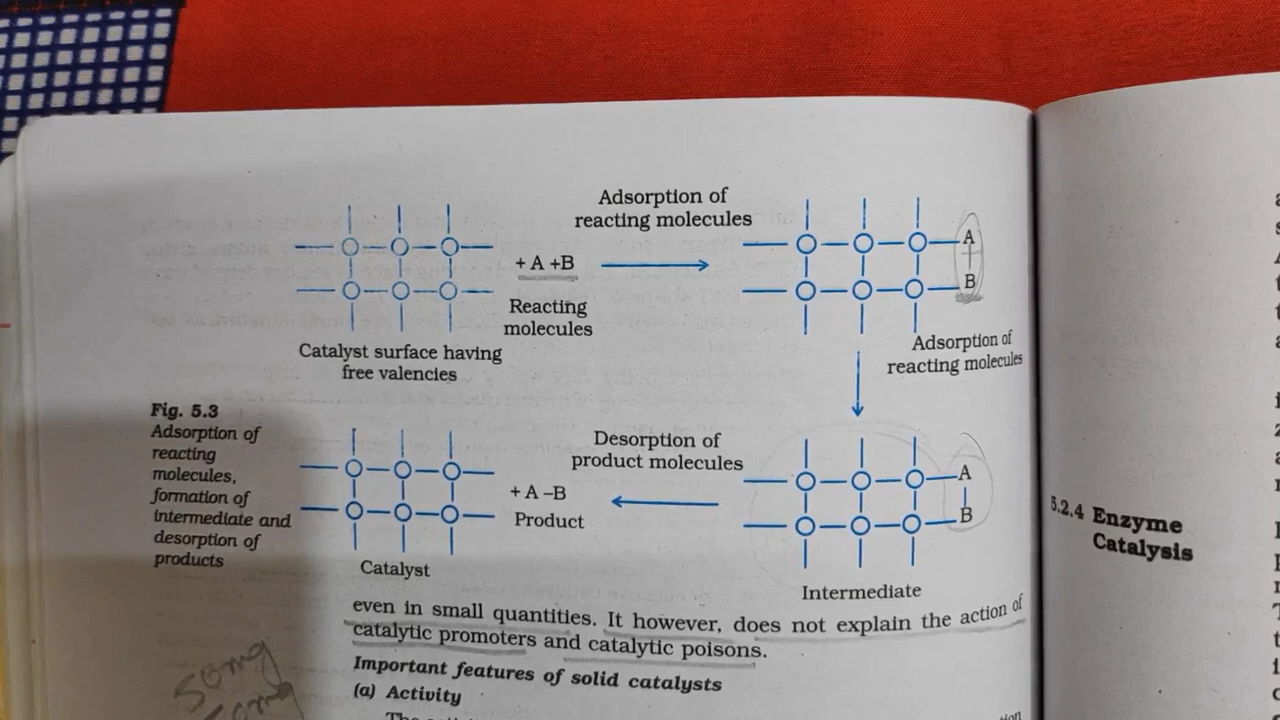 Adsorption of
reacting molecules
+ A +B
Reacting
molecules
Catalyst surface having
free valencies
A
B
Adsorption of
reacting molecules
Fig. 5.3
Adsorption of
reacting
molecules,
formation of
intermediate and
desorption of
products
Desorption of
product molecules
+ A –B
Product
Catalyst
A
B
Intermediate
even in small quantities. It however, does not explain the action of
catalytic promoters and catalytic poisons.
Important features of solid catalysts
(a) Activity
5.2.4 Enzyme
Catalysis